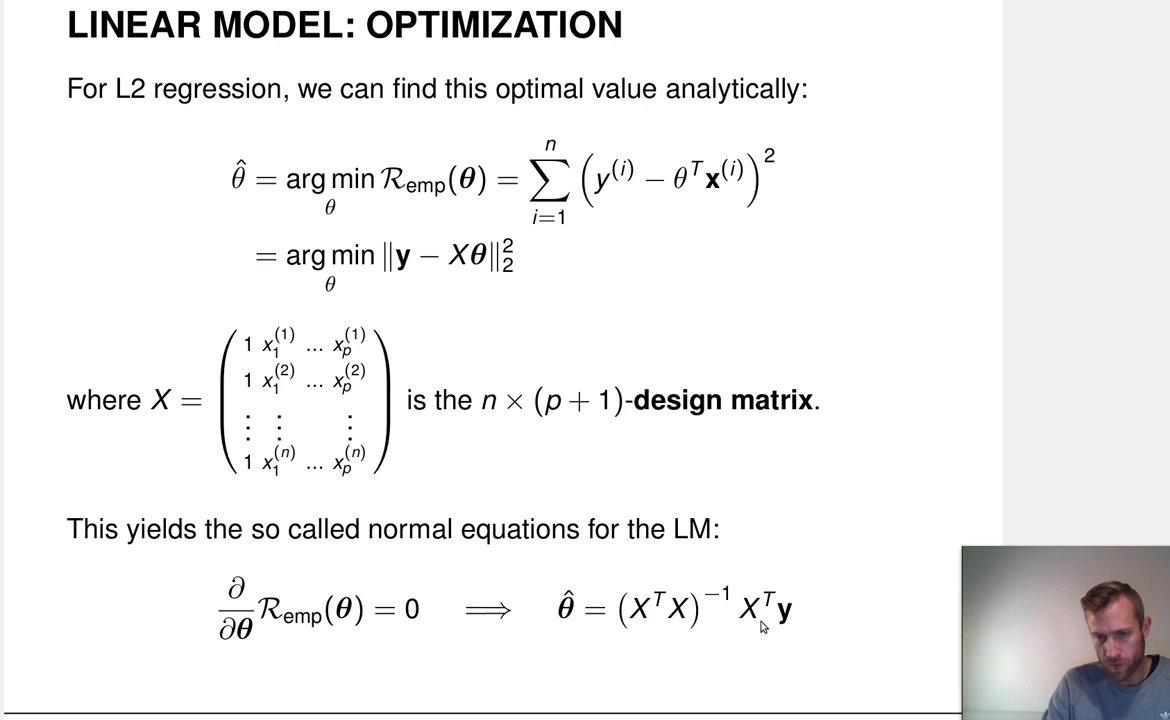 LINEAR MODEL: OPTIMIZATION
For L2 regression, we can find this optimal value analytically:
θ̂ = arg min_θ ℛ_emp(θ) = ∑_{i=1}^{n} (y^{(i)} − θ^T x^{(i)})^2
= arg min_θ ‖y − Xθ‖_2^2
where X = ( 1 x_1^{(1)} ... x_p^{(1)}
1 x_1^{(2)} ... x_p^{(2)}
⋮ ⋮ ⋮
1 x_1^{(n)} ... x_p^{(n)} ) is the n × (p + 1)-design matrix.
This yields the so called normal equations for the LM:
∂/∂θ ℛ_emp(θ) = 0 ⟹ θ̂ = (X^T X)^{−1} X^T y